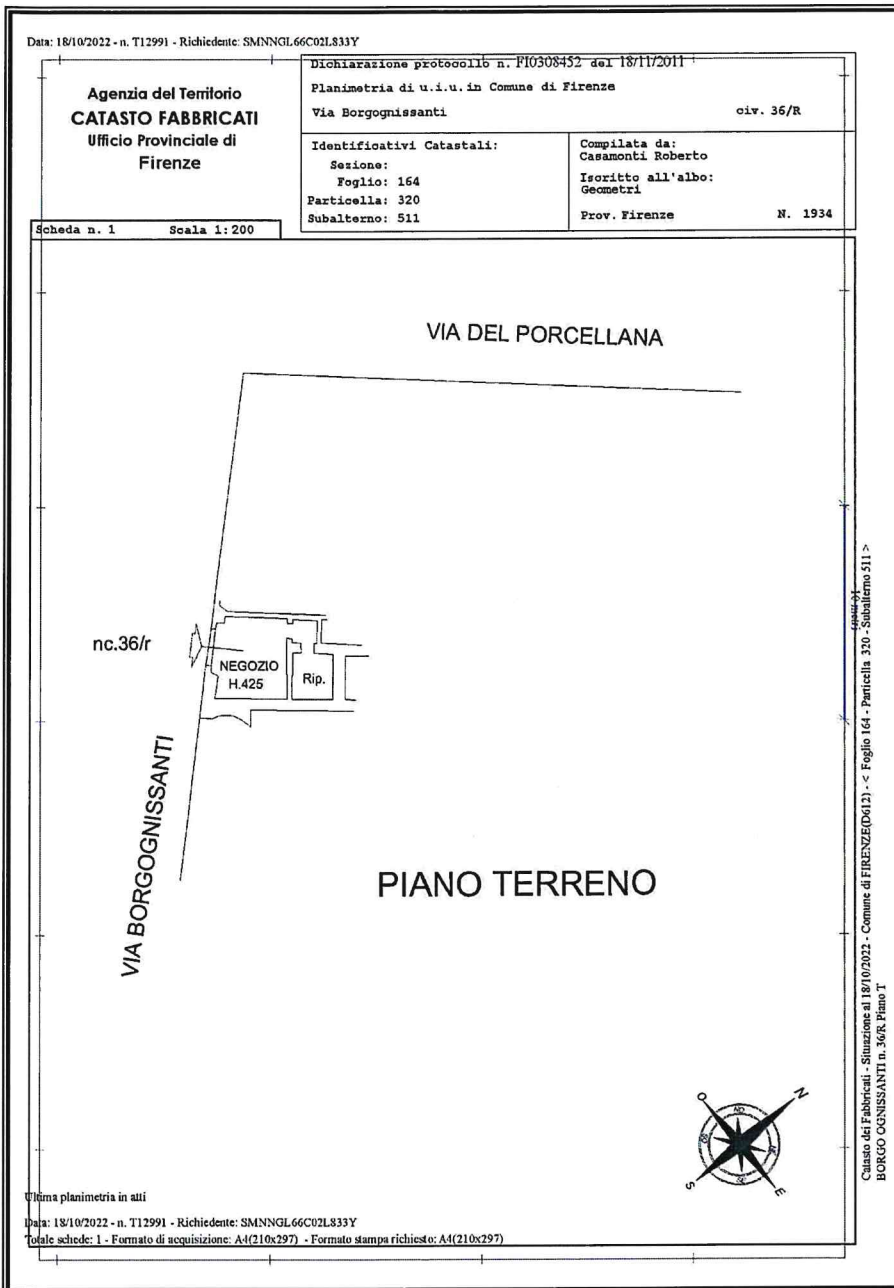 Data: 18/10/2022 - n. T12991 - Richiedente: SMNNGL66C02L833Y
Agenzia del Territorio
CATASTO FABBRICATI
Ufficio Provinciale di
Firenze
Dichiarazione protocollo n. FI0308452 del 18/11/2011
Planimetria di u.i.u. in Comune di Firenze
Via Borgognissanti civ. 36/R
Identificativi Catastali:
Sezione:
Foglio: 164
Particella: 320
Subalterno: 511
Compilata da:
Casamonti Roberto
Iscritto all'albo:
Geometri
Prov. Firenze N. 1934
Scheda n. 1 Scala 1:200
VIA DEL PORCELLANA
nc.36/r
NEGOZIO
H.425
Rip.
VIA BORGOGNISSANTI
PIANO TERRENO
N
O
S
E
Ultima planimetria in atti
Data: 18/10/2022 - n. T12991 - Richiedente: SMNNGL66C02L833Y
Totale schede: 1 - Formato di acquisizione: A4(210x297) - Formato stampa richiesto: A4(210x297)
Catasto dei Fabbricati - Situazione al 18/10/2022 - Comune di FIRENZE(D612) - < Foglio 164 - Particella 320 - Subalterno 511 >
BORGO OGNISSANTI n. 36/R Piano T
10 metri